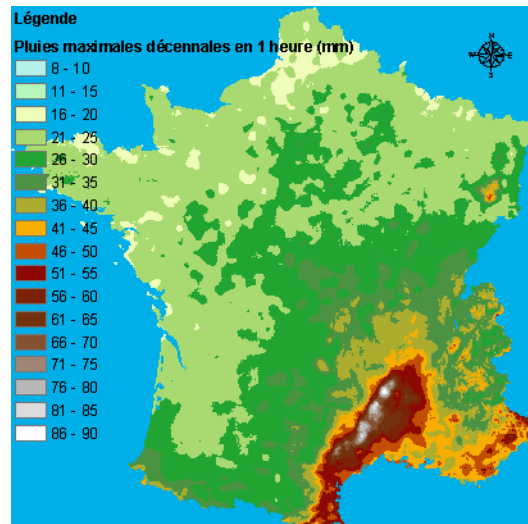 Légende
Pluies maximales décennales en 1 heure (mm)
8 - 10
11 - 15
16 - 20
21 - 25
26 - 30
31 - 35
36 - 40
41 - 45
46 - 50
51 - 55
56 - 60
61 - 65
66 - 70
71 - 75
76 - 80
81 - 85
86 - 90
N
W E
S